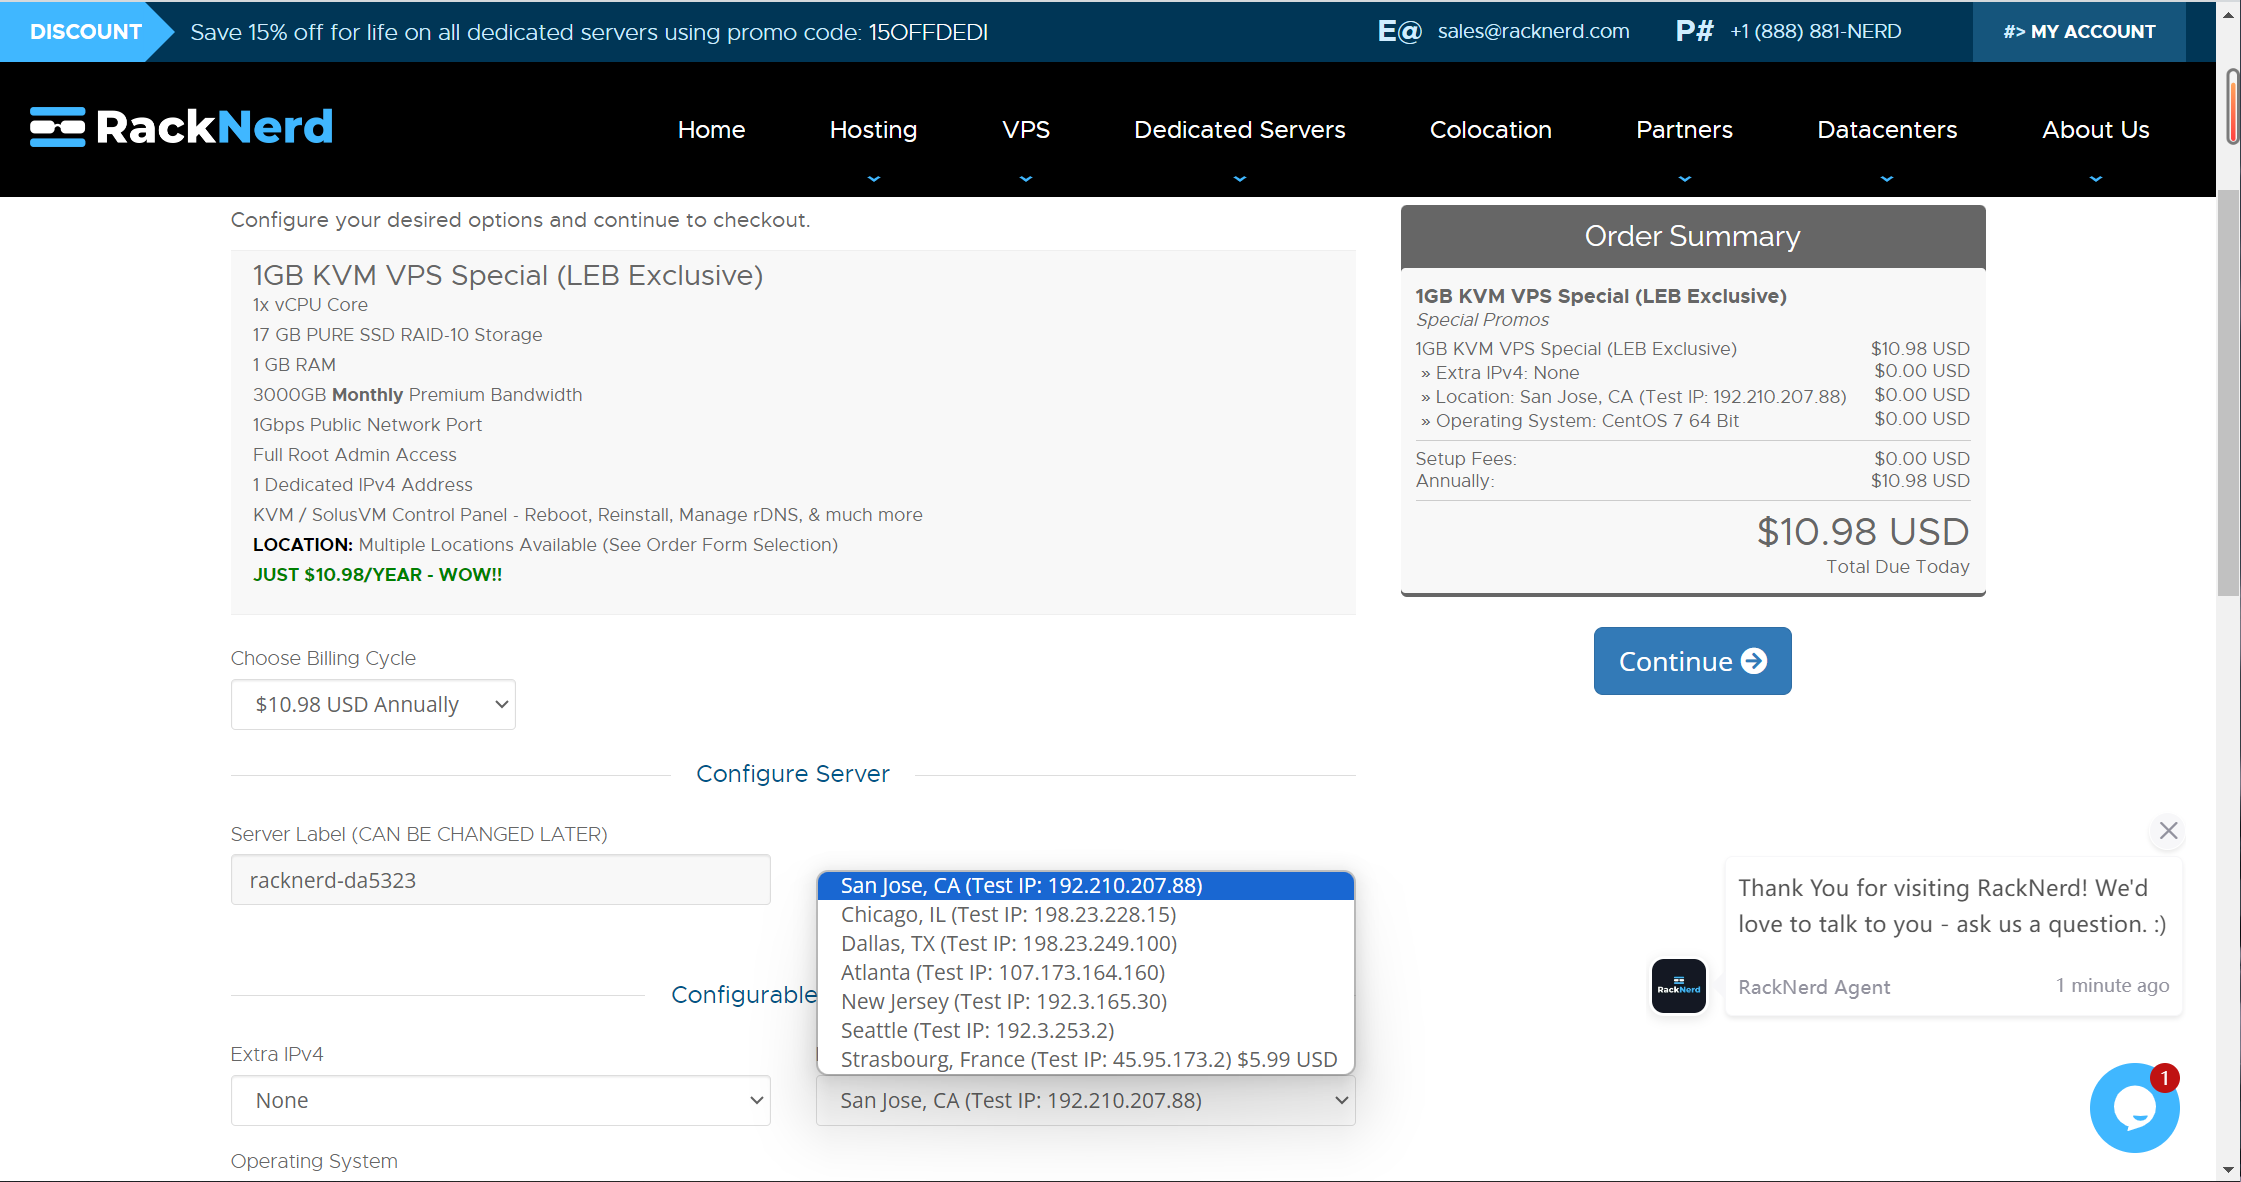 DISCOUNT
Save 15% off for life on all dedicated servers using promo code: 15OFFDEDI
E@ sales@racknerd.com
P# +1 (888) 881-NERD
#> MY ACCOUNT
RackNerd
Home
Hosting
VPS
Dedicated Servers
Colocation
Partners
Datacenters
About Us
Configure your desired options and continue to checkout.
1GB KVM VPS Special (LEB Exclusive)
1x vCPU Core
17 GB PURE SSD RAID-10 Storage
1 GB RAM
3000GB Monthly Premium Bandwidth
1Gbps Public Network Port
Full Root Admin Access
1 Dedicated IPv4 Address
KVM / SolusVM Control Panel - Reboot, Reinstall, Manage rDNS, & much more
LOCATION: Multiple Locations Available (See Order Form Selection)
JUST $10.98/YEAR - WOW!!
Choose Billing Cycle
$10.98 USD Annually
Configure Server
Server Label (CAN BE CHANGED LATER)
racknerd-da5323
Configurable
San Jose, CA (Test IP: 192.210.207.88)
Chicago, IL (Test IP: 198.23.228.15)
Dallas, TX (Test IP: 198.23.249.100)
Atlanta (Test IP: 107.173.164.160)
New Jersey (Test IP: 192.3.165.30)
Seattle (Test IP: 192.3.253.2)
Strasbourg, France (Test IP: 45.95.173.2) $5.99 USD
Extra IPv4
None
San Jose, CA (Test IP: 192.210.207.88)
Operating System
Order Summary
1GB KVM VPS Special (LEB Exclusive)
Special Promos
1GB KVM VPS Special (LEB Exclusive) $10.98 USD
» Extra IPv4: None $0.00 USD
» Location: San Jose, CA (Test IP: 192.210.207.88) $0.00 USD
» Operating System: CentOS 7 64 Bit $0.00 USD
Setup Fees: $0.00 USD
Annually: $10.98 USD
$10.98 USD
Total Due Today
Continue
Thank You for visiting RackNerd! We'd
love to talk to you - ask us a question. :)
RackNerd
RackNerd Agent 1 minute ago
1